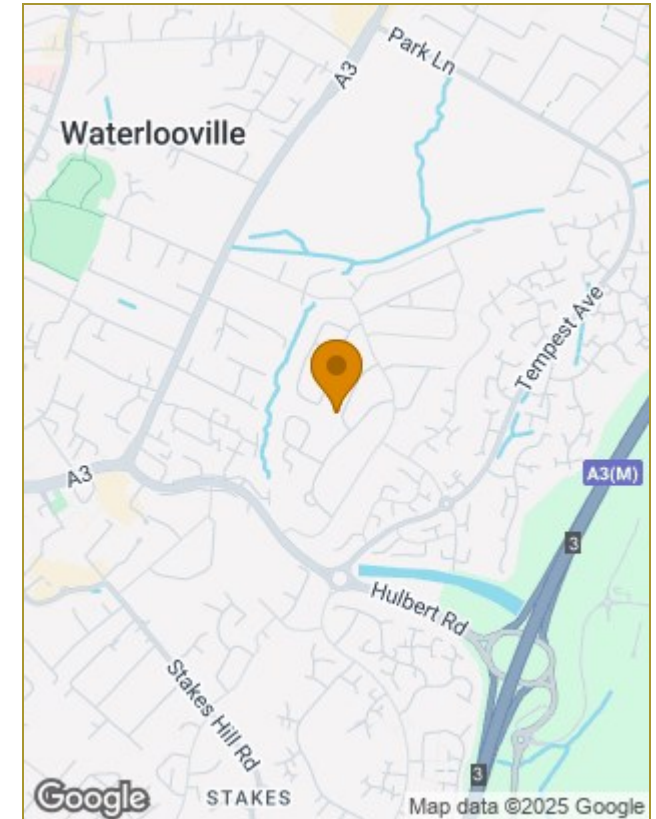 Park Ln
A3
Waterlooville
Tempest Ave
A3
A3(M)
3
Hulbert Rd
Stakes Hill Rd
3
STAKES
Google
Map data ©2025 Google